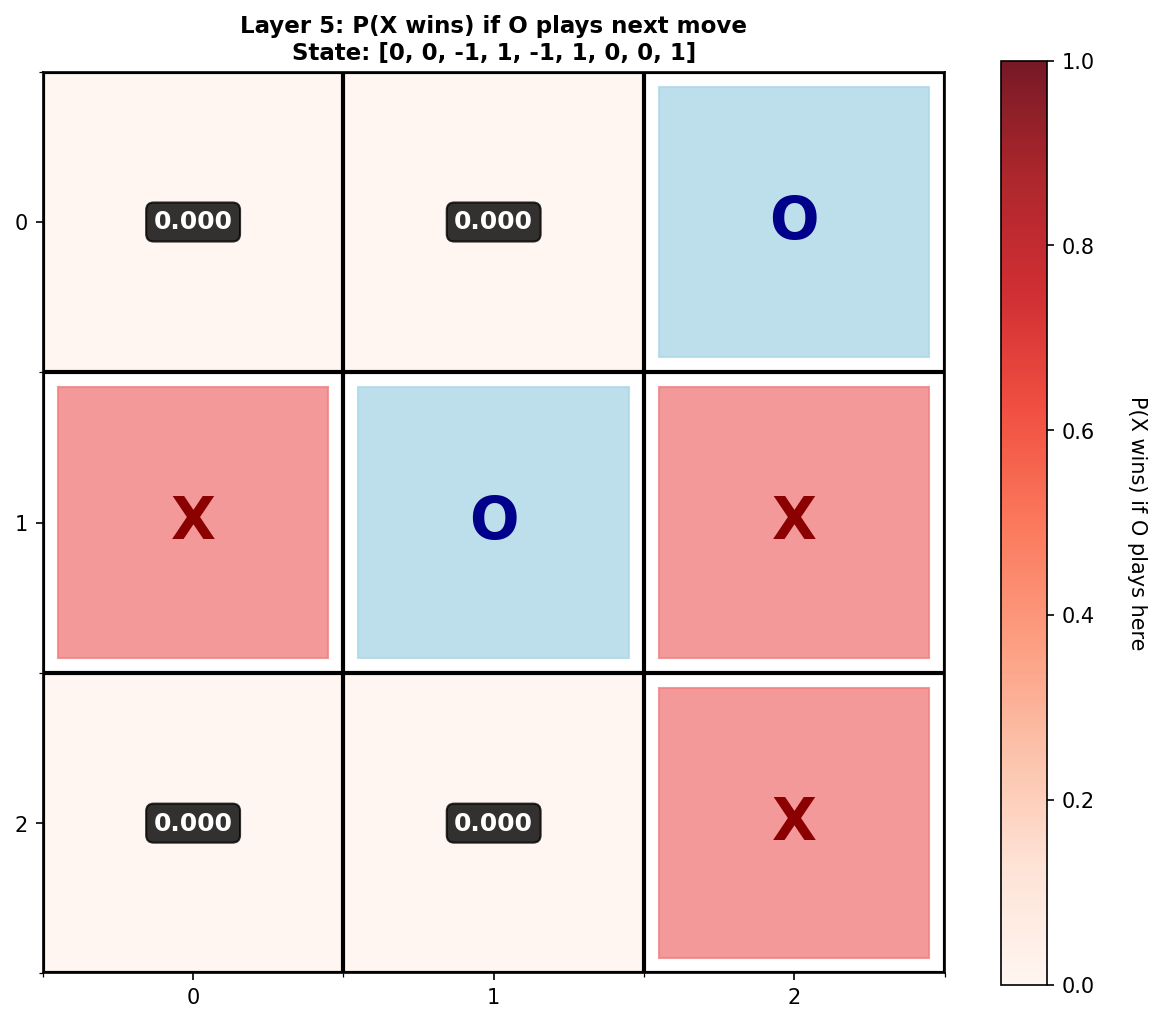 Layer 5: P(X wins) if O plays next move
State: [0, 0, -1, 1, -1, 1, 0, 0, 1]
0
0.000
0.000
O
1
X
O
X
2
0.000
0.000
X
0
1
2
1.0
0.8
0.6
0.4
0.2
0.0
P(X wins) if O plays here